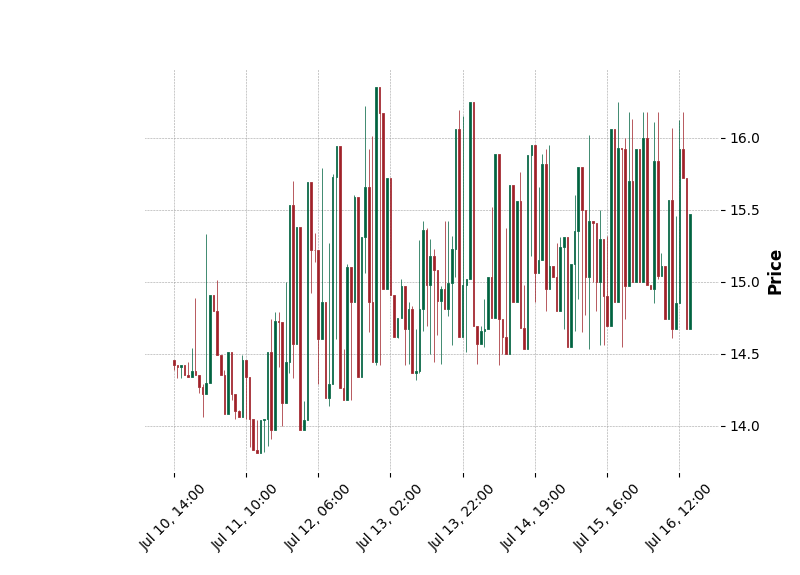 16.0
15.5
15.0
14.5
14.0
Price
Jul 10, 14:00
Jul 11, 10:00
Jul 12, 06:00
Jul 13, 02:00
Jul 13, 22:00
Jul 14, 19:00
Jul 15, 16:00
Jul 16, 12:00